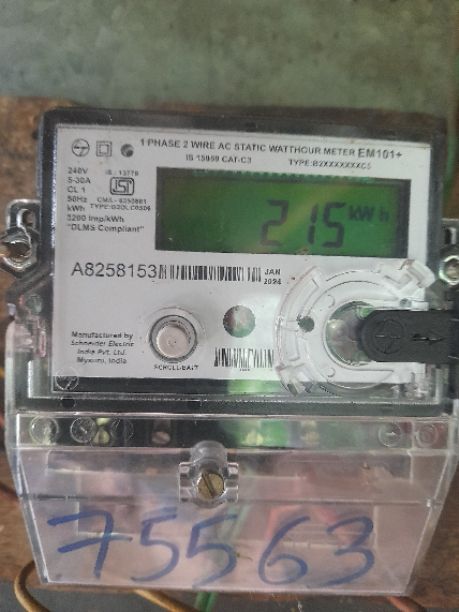 1 PHASE 2 WIRE AC STATIC WATTHOUR METER EM101+
IS 15959 CAT-C3 TYPE:B2XXXXXXXC5
240V IS : 13779
5-30A
CL 1
50Hz
kWh
3200 imp/kWh
"DLMS Compliant"
215 kWh
A8258153
JAN
2024
Manufactured by
Schneider Electric
India Pvt. Ltd.
Mysuru, India
SCROLL/BATT
75563